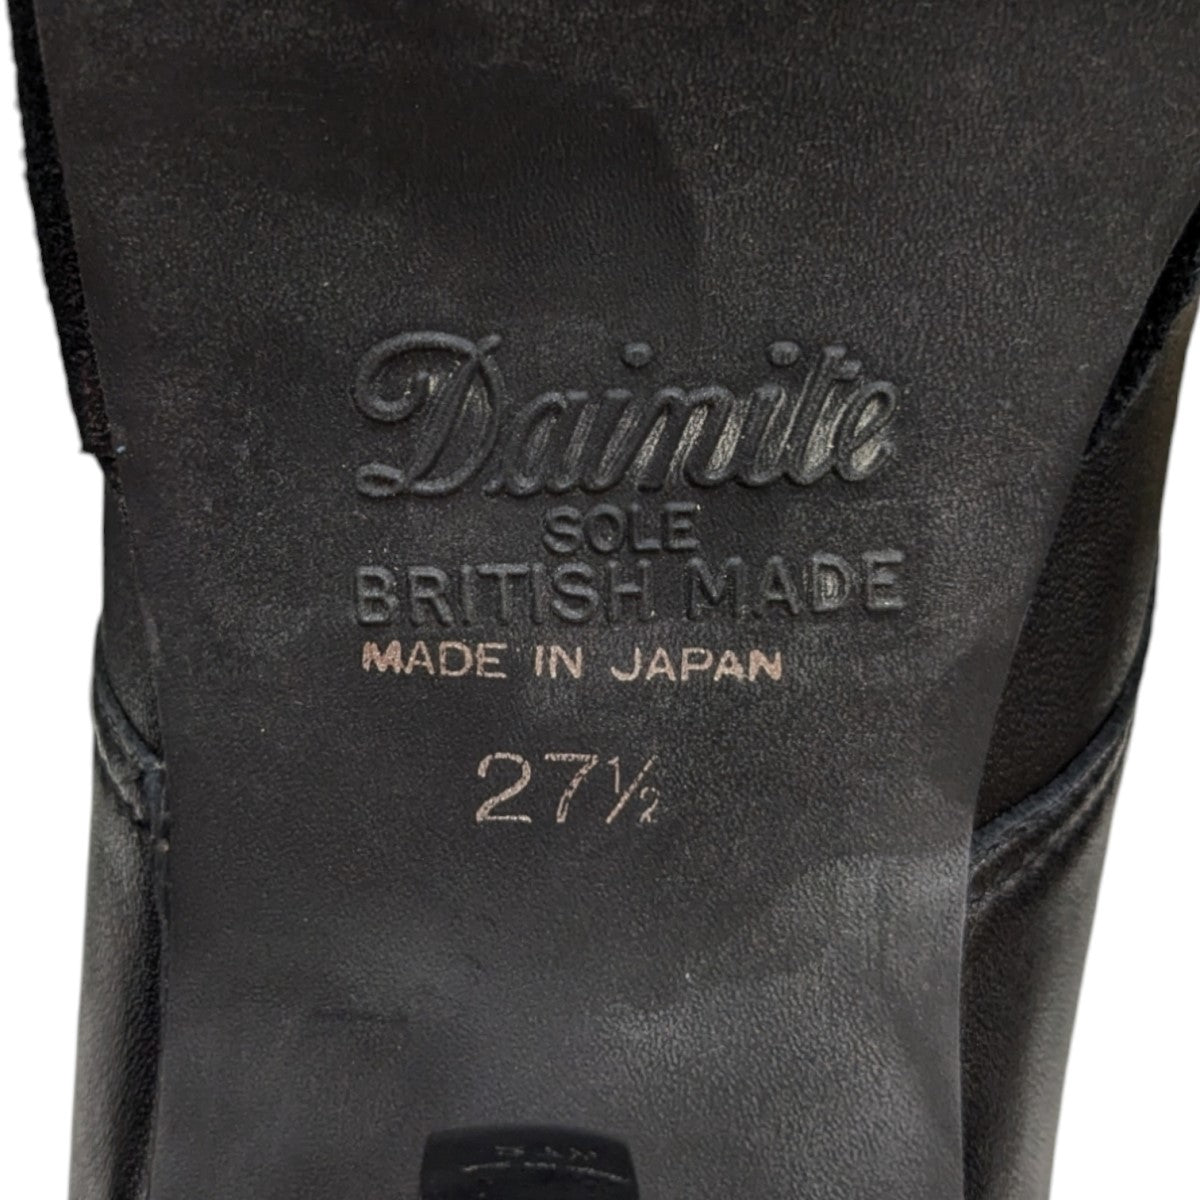 Dainite
SOLE
BRITISH MADE
MADE IN JAPAN
27½